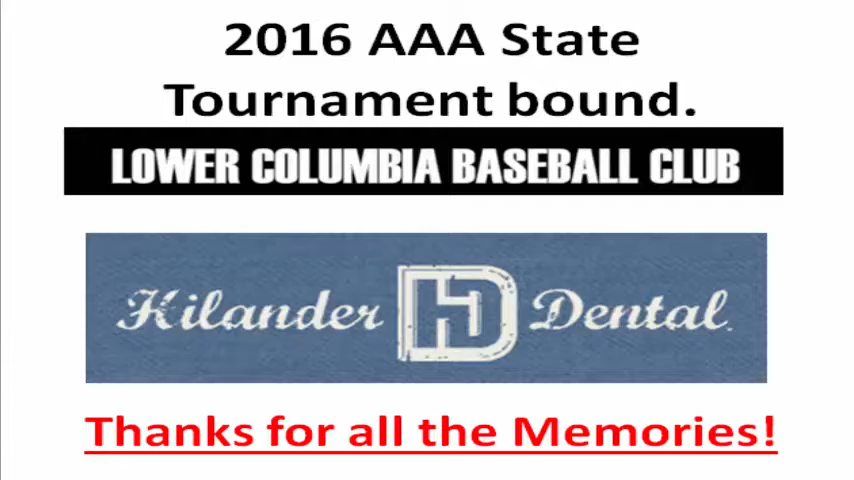 2016 AAA State
Tournament bound.
LOWER COLUMBIA BASEBALL CLUB
Kilander HD Dental
Thanks for all the Memories!